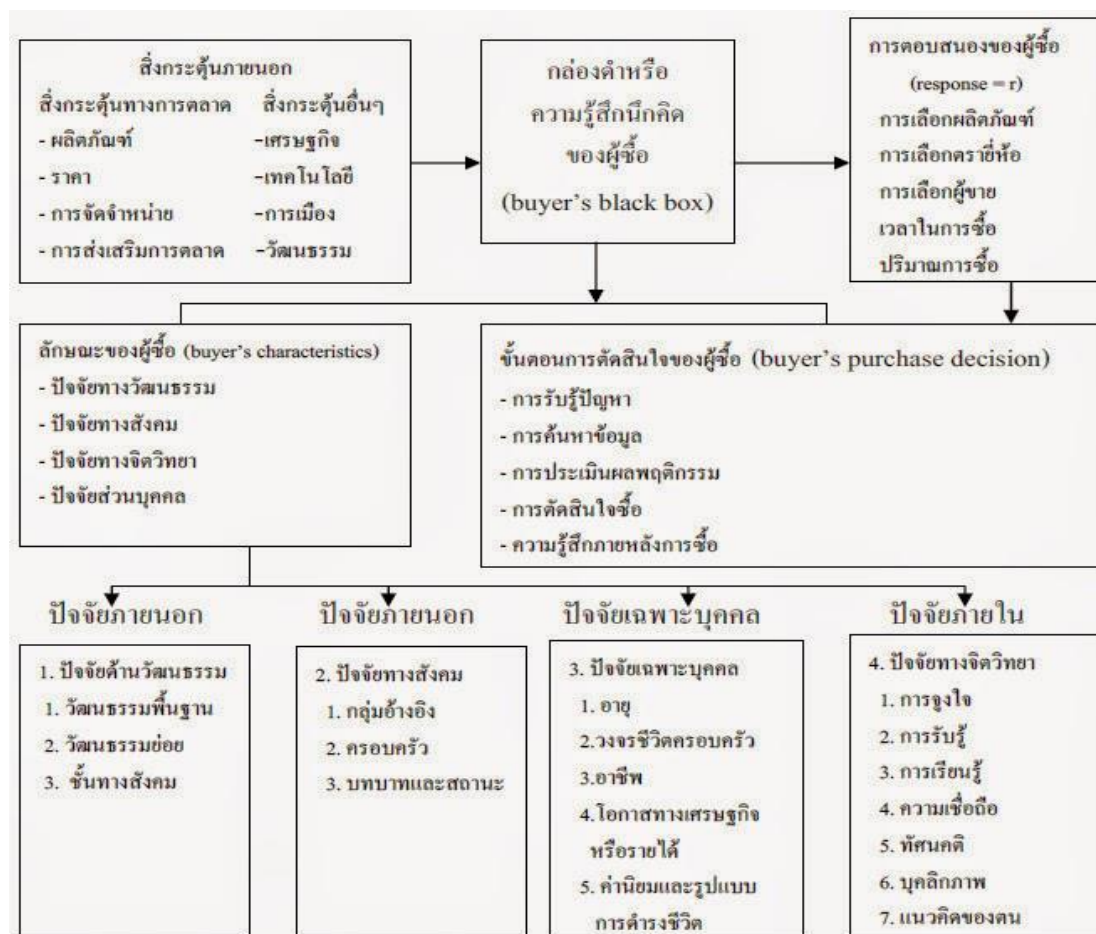 สิ่งกระตุ้นภายนอก
สิ่งกระตุ้นทางการตลาด สิ่งกระตุ้นอื่นๆ
- ผลิตภัณฑ์ -เศรษฐกิจ
- ราคา -เทคโนโลยี
- การจัดจำหน่าย -การเมือง
- การส่งเสริมการตลาด -วัฒนธรรม
กล่องดำหรือ
ความรู้สึกนึกคิด
ของผู้ซื้อ
(buyer's black box)
การตอบสนองของผู้ซื้อ
(response = r)
การเลือกผลิตภัณฑ์
การเลือกตรายี่ห้อ
การเลือกผู้ขาย
เวลาในการซื้อ
ปริมาณการซื้อ
ลักษณะของผู้ซื้อ (buyer's characteristics)
- ปัจจัยทางวัฒนธรรม
- ปัจจัยทางสังคม
- ปัจจัยทางจิตวิทยา
- ปัจจัยส่วนบุคคล
ขั้นตอนการตัดสินใจของผู้ซื้อ (buyer's purchase decision)
- การรับรู้ปัญหา
- การค้นหาข้อมูล
- การประเมินผลพฤติกรรม
- การตัดสินใจซื้อ
- ความรู้สึกภายหลังการซื้อ
ปัจจัยภายนอก
1. ปัจจัยด้านวัฒนธรรม
1. วัฒนธรรมพื้นฐาน
2. วัฒนธรรมย่อย
3. ชั้นทางสังคม
ปัจจัยภายนอก
2. ปัจจัยทางสังคม
1. กลุ่มอ้างอิง
2. ครอบครัว
3. บทบาทและสถานะ
ปัจจัยเฉพาะบุคคล
3. ปัจจัยเฉพาะบุคคล
1. อายุ
2.วงจรชีวิตครอบครัว
3.อาชีพ
4.โอกาสทางเศรษฐกิจ
หรือรายได้
5. ค่านิยมและรูปแบบ
การดำรงชีวิต
ปัจจัยภายใน
4. ปัจจัยทางจิตวิทยา
1. การจูงใจ
2. การรับรู้
3. การเรียนรู้
4. ความเชื่อถือ
5. ทัศนคติ
6. บุคลิกภาพ
7. แนวคิดของตน